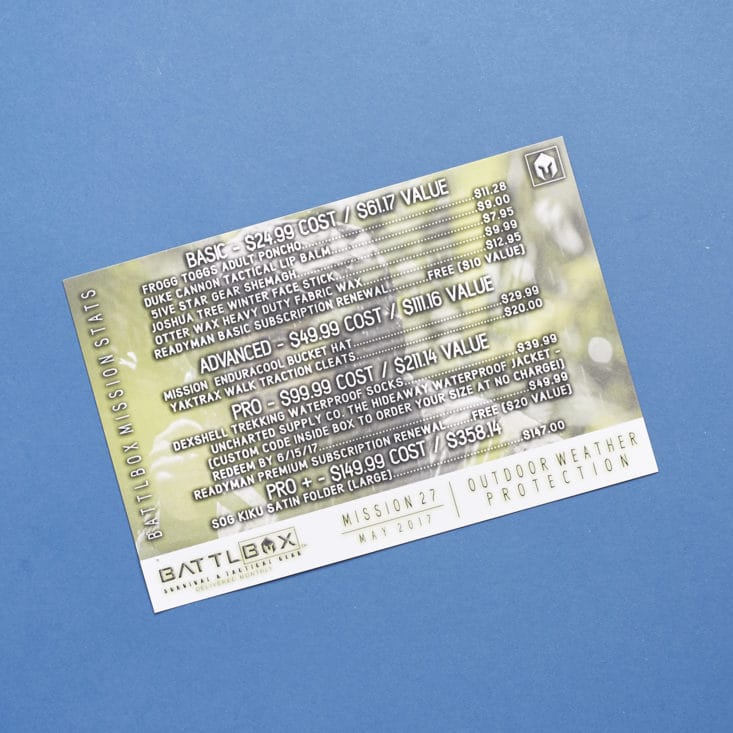 BATTLBOX MISSION STATS
BASIC - $24.99 COST / $61.17 VALUE
FROGG TOGGS ADULT PONCHO..........$11.28
DUKE CANNON TACTICAL LIP BALM..........$9.00
5IVE STAR GEAR SHEMAGH..........$7.95
JOSHUA TREE WINTER FACE STICK..........$9.99
OTTER WAX HEAVY DUTY FABRIC WAX..........$12.95
READYMAN BASIC SUBSCRIPTION RENEWAL..........FREE ($10 VALUE)
ADVANCED - $49.99 COST / $111.16 VALUE
MISSION ENDURACOOL BUCKET HAT..........$29.99
YAKTRAX WALK TRACTION CLEATS..........$20.00
PRO - $99.99 COST / $211.14 VALUE
DEXSHELL TREKKING WATERPROOF SOCKS..........$39.99
UNCHARTED SUPPLY CO. THE HIDEAWAY WATERPROOF JACKET -
(CUSTOM CODE INSIDE BOX TO ORDER YOUR SIZE AT NO CHARGE!)
REDEEM BY 6/15/17..........$49.99
READYMAN PREMIUM SUBSCRIPTION RENEWAL..........FREE ($20 VALUE)
PRO + - $149.99 COST / $358.14
SOG KIKU SATIN FOLDER (LARGE)..........$147.00
BATTLBOX
SURVIVAL & TACTICAL GEAR
DELIVERED MONTHLY
MISSION 27
MAY 2017
OUTDOOR WEATHER
PROTECTION